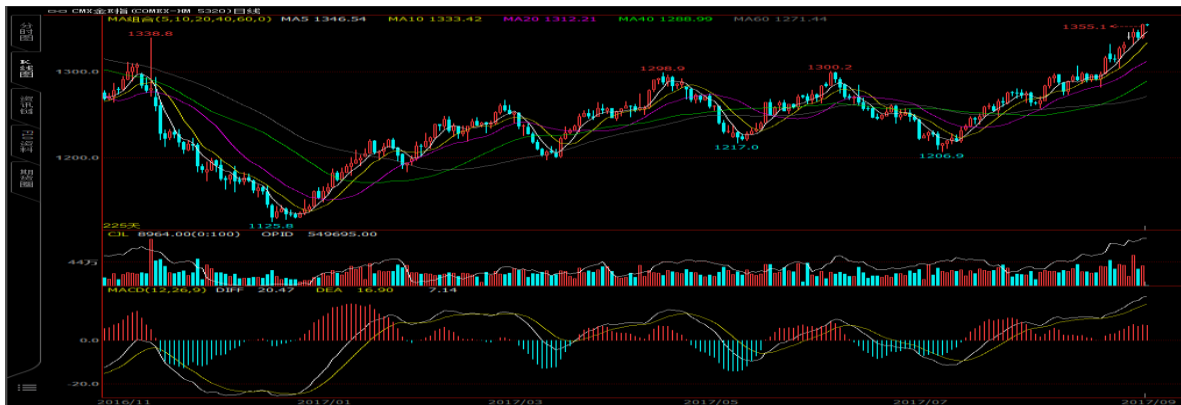 CMX金E指(COMEX-HM 5320)日线
MA组合(5,10,20,40,60,0) MA5 1346.54 MA10 1333.42 MA20 1312.21 MA40 1288.99 MA60 1271.44
分时图
K线图
资讯链
F10资料
期货圈
1355.1
1338.8
1300.0
1298.9
1300.2
1217.0
1206.9
1200.0
1125.8
225天
CJL 8964.00(0:100) OPID 549695.00
44万
MACD(12,26,9) DIFF 20.47 DEA 16.90 7.14
0.0
-20.0
2016/11 2017/01 2017/03 2017/05 2017/07 2017/09